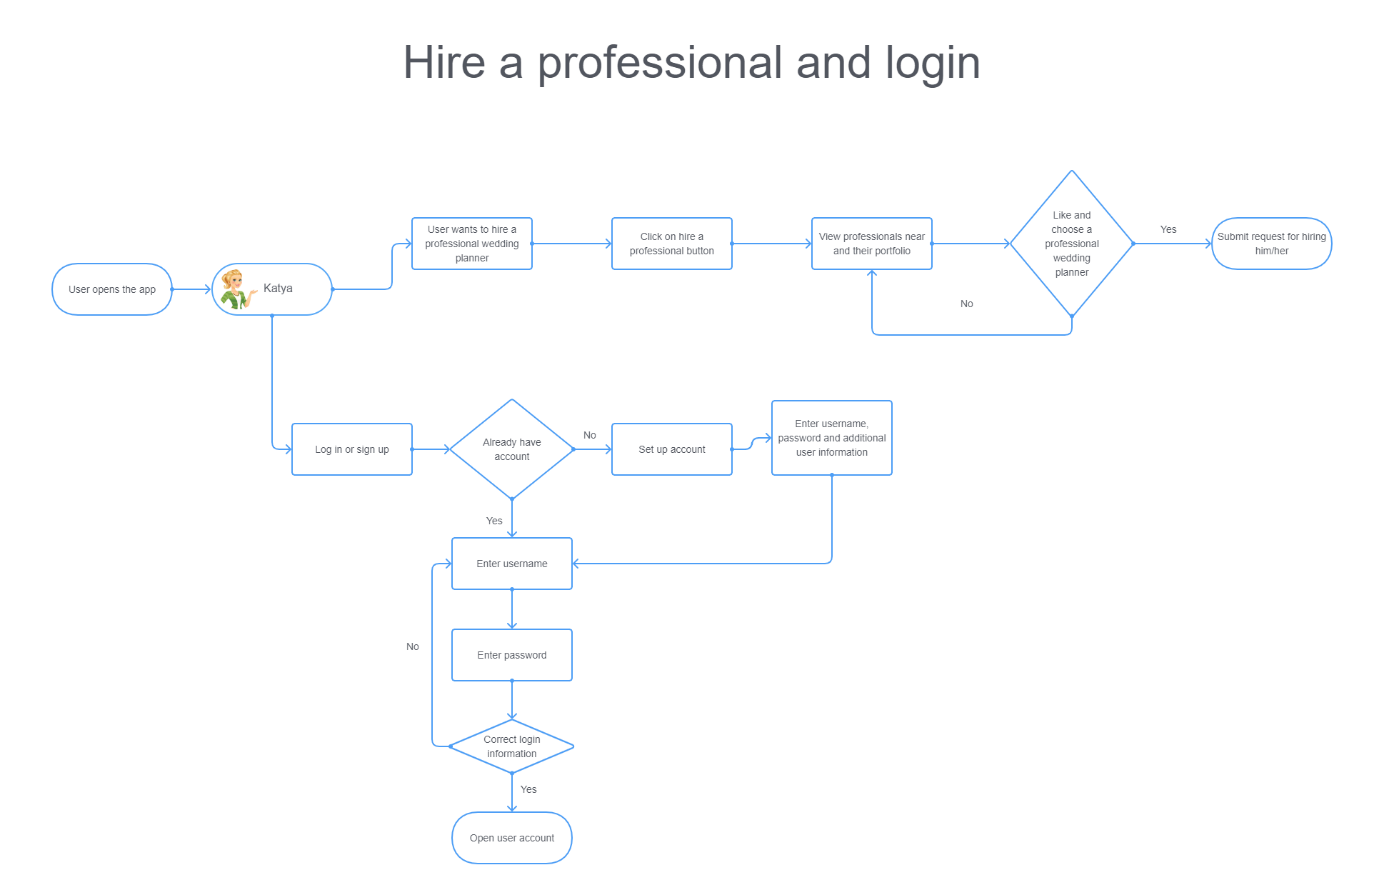 Hire a professional and login
User opens the app
Katya
User wants to hire a
professional wedding
planner
Click on hire a
professional button
View professionals near
and their portfolio
Like and
choose a
professional
wedding
planner
Yes
Submit request for hiring
him/her
No
Log in or sign up
Already have
account
No
Set up account
Enter username,
password and additional
user information
Yes
Enter username
No
Enter password
Correct login
information
Yes
Open user account